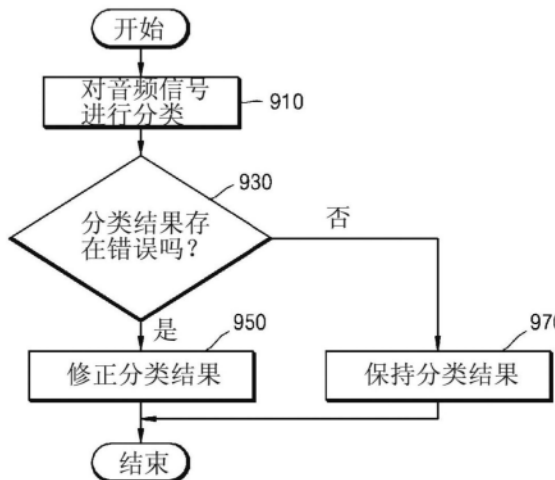 开始
对音频信号
进行分类
910
930
分类结果存
在错误吗?
否
是
950
修正分类结果
970
保持分类结果
结束